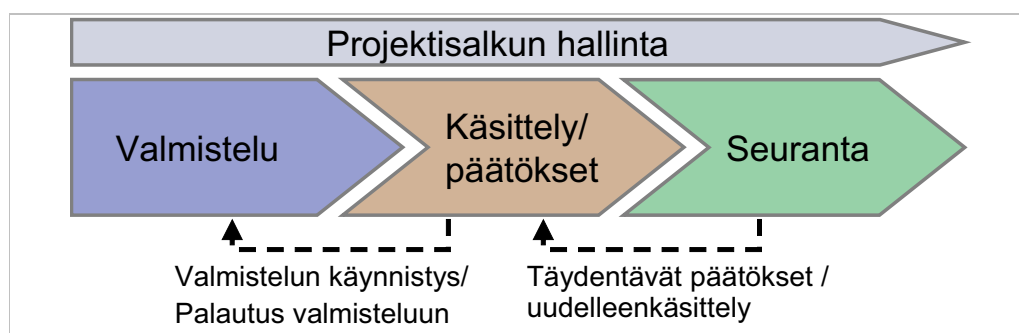 Projektisalkun hallinta
Valmistelu
Käsittely/
päätökset
Seuranta
Valmistelun käynnistys/
Palautus valmisteluun
Täydentävät päätökset /
uudelleenkäsittely